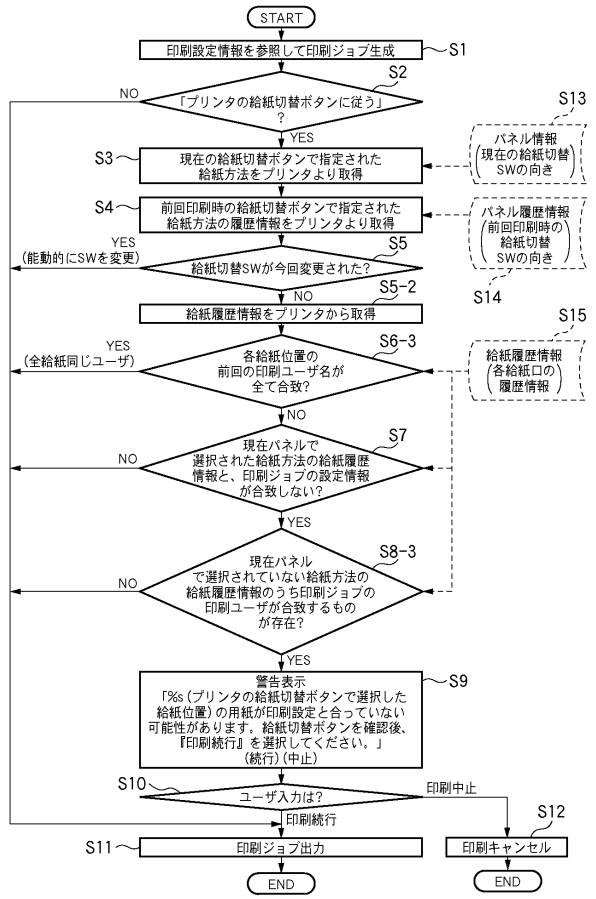 START
印刷設定情報を参照して印刷ジョブ生成
S1
S2
NO
「プリンタの給紙切替ボタンに従う」
?
YES
S13
パネル情報
(現在の給紙切替
SWの向き)
S3
現在の給紙切替ボタンで指定された
給紙方法をプリンタより取得
S4
前回印刷時の給紙切替ボタンで指定された
給紙方法の履歴情報をプリンタより取得
パネル履歴情報
(前回印刷時の
給紙切替
SWの向き)
S14
YES
(能動的にSWを変更)
S5
給紙切替SWが今回変更された?
NO
S5-2
給紙履歴情報をプリンタから取得
S15
給紙履歴情報
(各給紙口の
履歴情報)
YES
(全給紙同じユーザ)
S6-3
各給紙位置の
前回の印刷ユーザ名が
全て合致?
NO
S7
NO
現在パネルで
選択された給紙方法の給紙履歴
情報と、印刷ジョブの設定情報
が合致しない?
YES
S8-3
NO
現在パネル
で選択されていない給紙方法の
給紙履歴情報のうち印刷ジョブの
印刷ユーザが合致するもの
が存在?
YES
S9
警告表示
「%s(プリンタの給紙切替ボタンで選択した
給紙位置)の用紙が印刷設定と合っていない
可能性があります。給紙切替ボタンを確認後、
『印刷続行』を選択してください。」
(続行)(中止)
S10
ユーザ入力は?
印刷中止
印刷続行
S11
印刷ジョブ出力
S12
印刷キャンセル
END
END